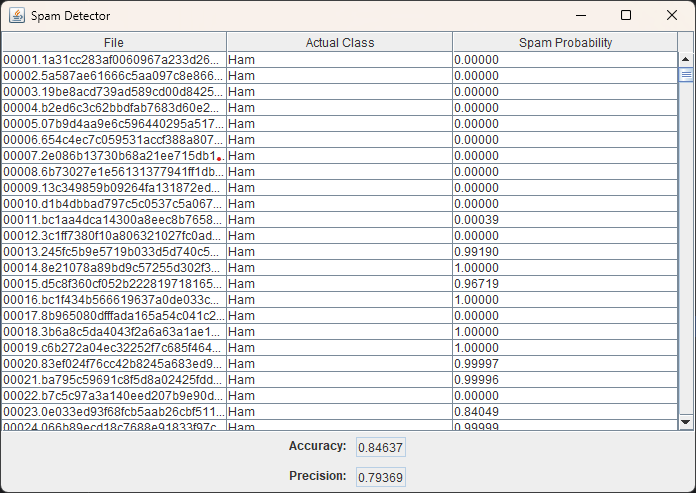 Spam Detector
File Actual Class Spam Probability
00001.1a31cc283af0060967a233d26... Ham 0.00000
00002.5a587ae61666c5aa097c8e866... Ham 0.00000
00003.19be8acd739ad589cd00d8425... Ham 0.00000
00004.b2ed6c3c62bbdfab7683d60e2... Ham 0.00000
00005.07b9d4aa9e6c596440295a517... Ham 0.00000
00006.654c4ec7c059531accf388a807... Ham 0.00000
00007.2e086b13730b68a21ee715db1... Ham 0.00000
00008.6b73027e1e56131377941ff1db... Ham 0.00000
00009.13c349859b09264fa131872ed... Ham 0.00000
00010.d1b4dbbad797c5c0537c5a067... Ham 0.00000
00011.bc1aa4dca14300a8eec8b7658... Ham 0.00039
00012.3c1ff7380f10a806321027fc0ad... Ham 0.00000
00013.245fc5b9e5719b033d5d740c5... Ham 0.99190
00014.8e21078a89bd9c57255d302f3... Ham 1.00000
00015.d5c8f360cf052b222819718165... Ham 0.96719
00016.bc1f434b566619637a0de033c... Ham 1.00000
00017.8b965080dfffada165a54c041c2... Ham 0.00000
00018.3b6a8c5da4043f2a6a63a1ae1... Ham 1.00000
00019.c6b272a04ec32252f7c685f464... Ham 1.00000
00020.83ef024f76cc42b8245a683ed9... Ham 0.99997
00021.ba795c59691c8f5d8a02425fdd... Ham 0.99996
00022.b7c5c97a3a140eed207b9e90d... Ham 0.00000
00023.0e033ed93f68fcb5aab26cbf511... Ham 0.84049
00024.066b89ecd18c7688e91833f97c... Ham 0.99999
Accuracy: 0.84637
Precision: 0.79369